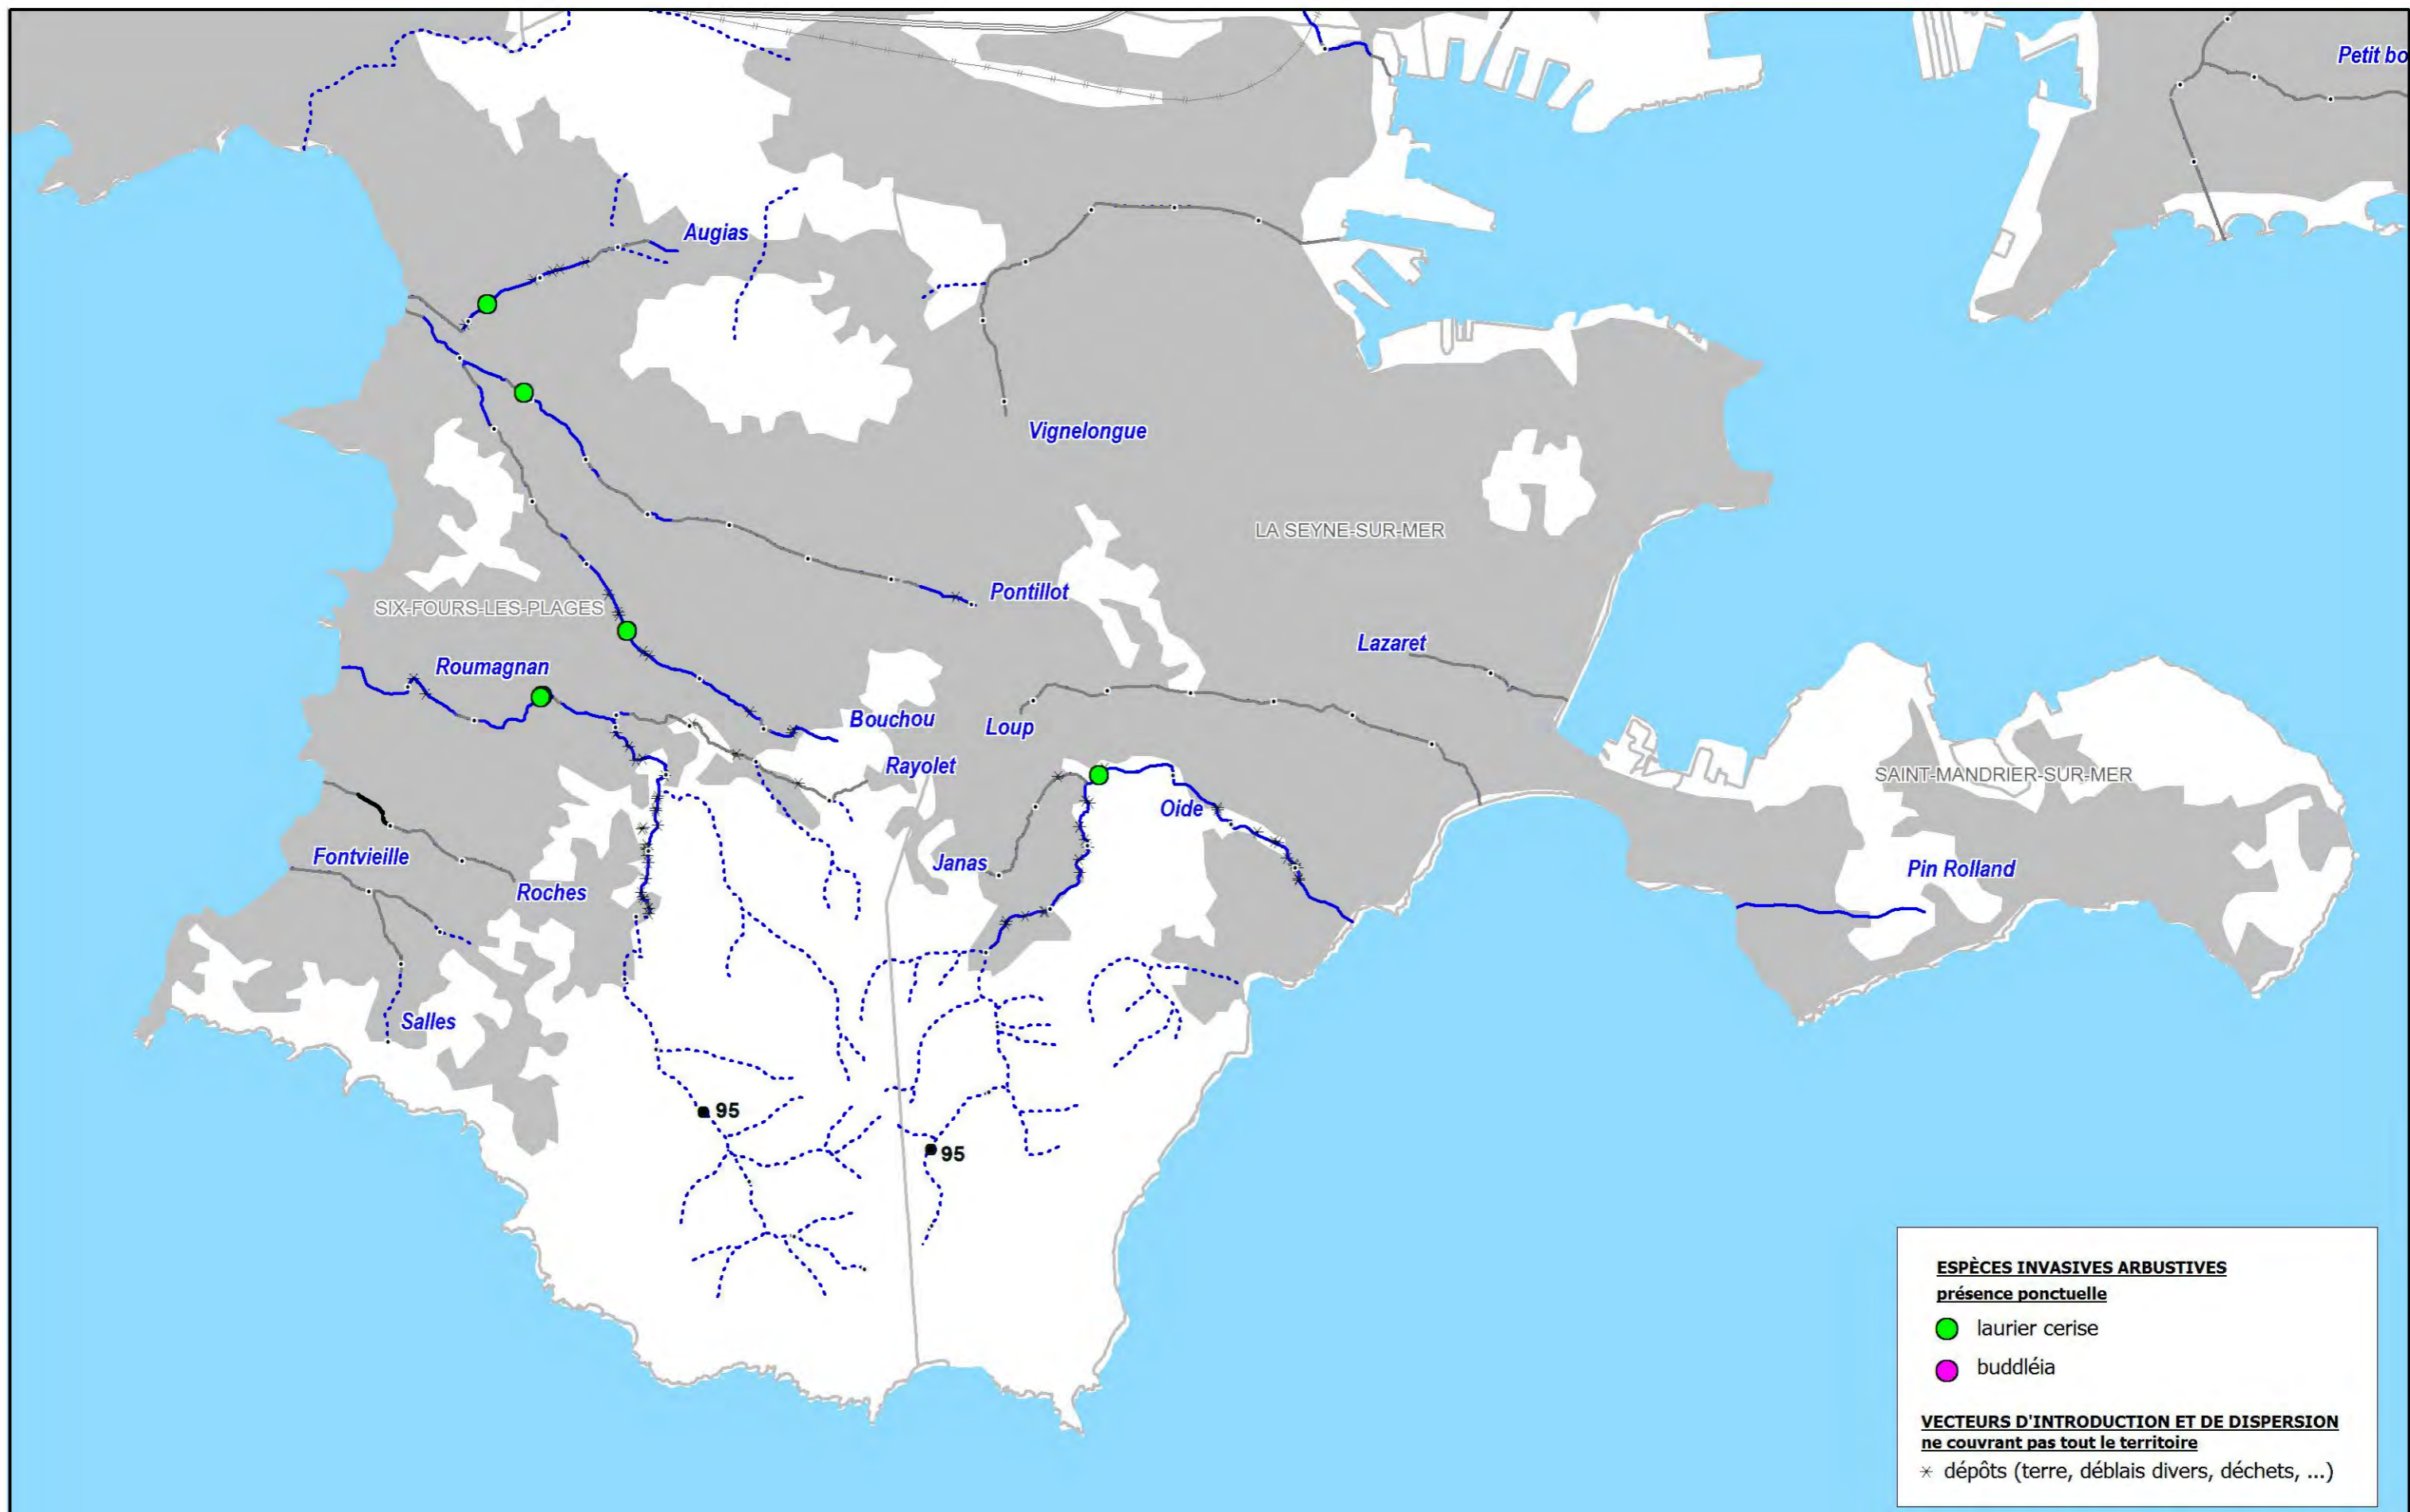 Petit bo
Augias
Vignelongue
LA SEYNE-SUR-MER
Pontillot
SIX-FOURS-LES-PLAGES
Lazaret
Roumagnan
Bouchou
Loup
Rayolet
SAINT-MANDRIER-SUR-MER
Oide
Fontvieille
Janas
Pin Rolland
Roches
Salles
95
95
ESPÈCES INVASIVES ARBUSTIVES
présence ponctuelle
laurier cerise
buddléia
VECTEURS D'INTRODUCTION ET DE DISPERSION
ne couvrant pas tout le territoire
dépôts (terre, déblais divers, déchets, ...)